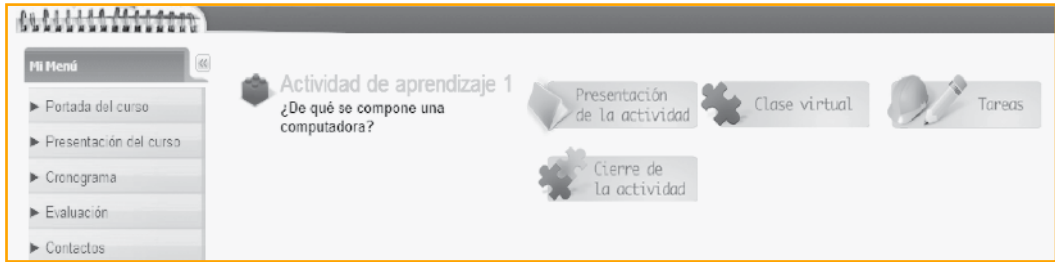 Mi Menú
Portada del curso
Presentación del curso
Cronograma
Evaluación
Contactos
Actividad de aprendizaje 1
¿De qué se compone una
computadora?
Presentación
de la actividad
Clase virtual
Tareas
Cierre de
la actividad